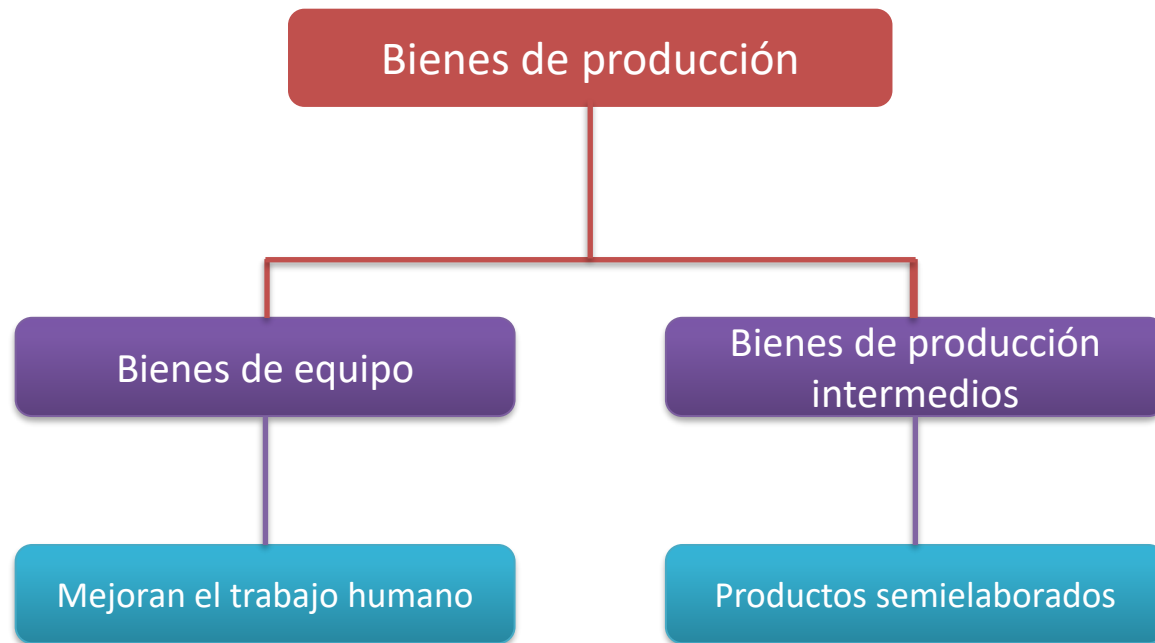 Bienes de producción
Bienes de equipo
Bienes de producción
intermedios
Mejoran el trabajo humano
Productos semielaborados